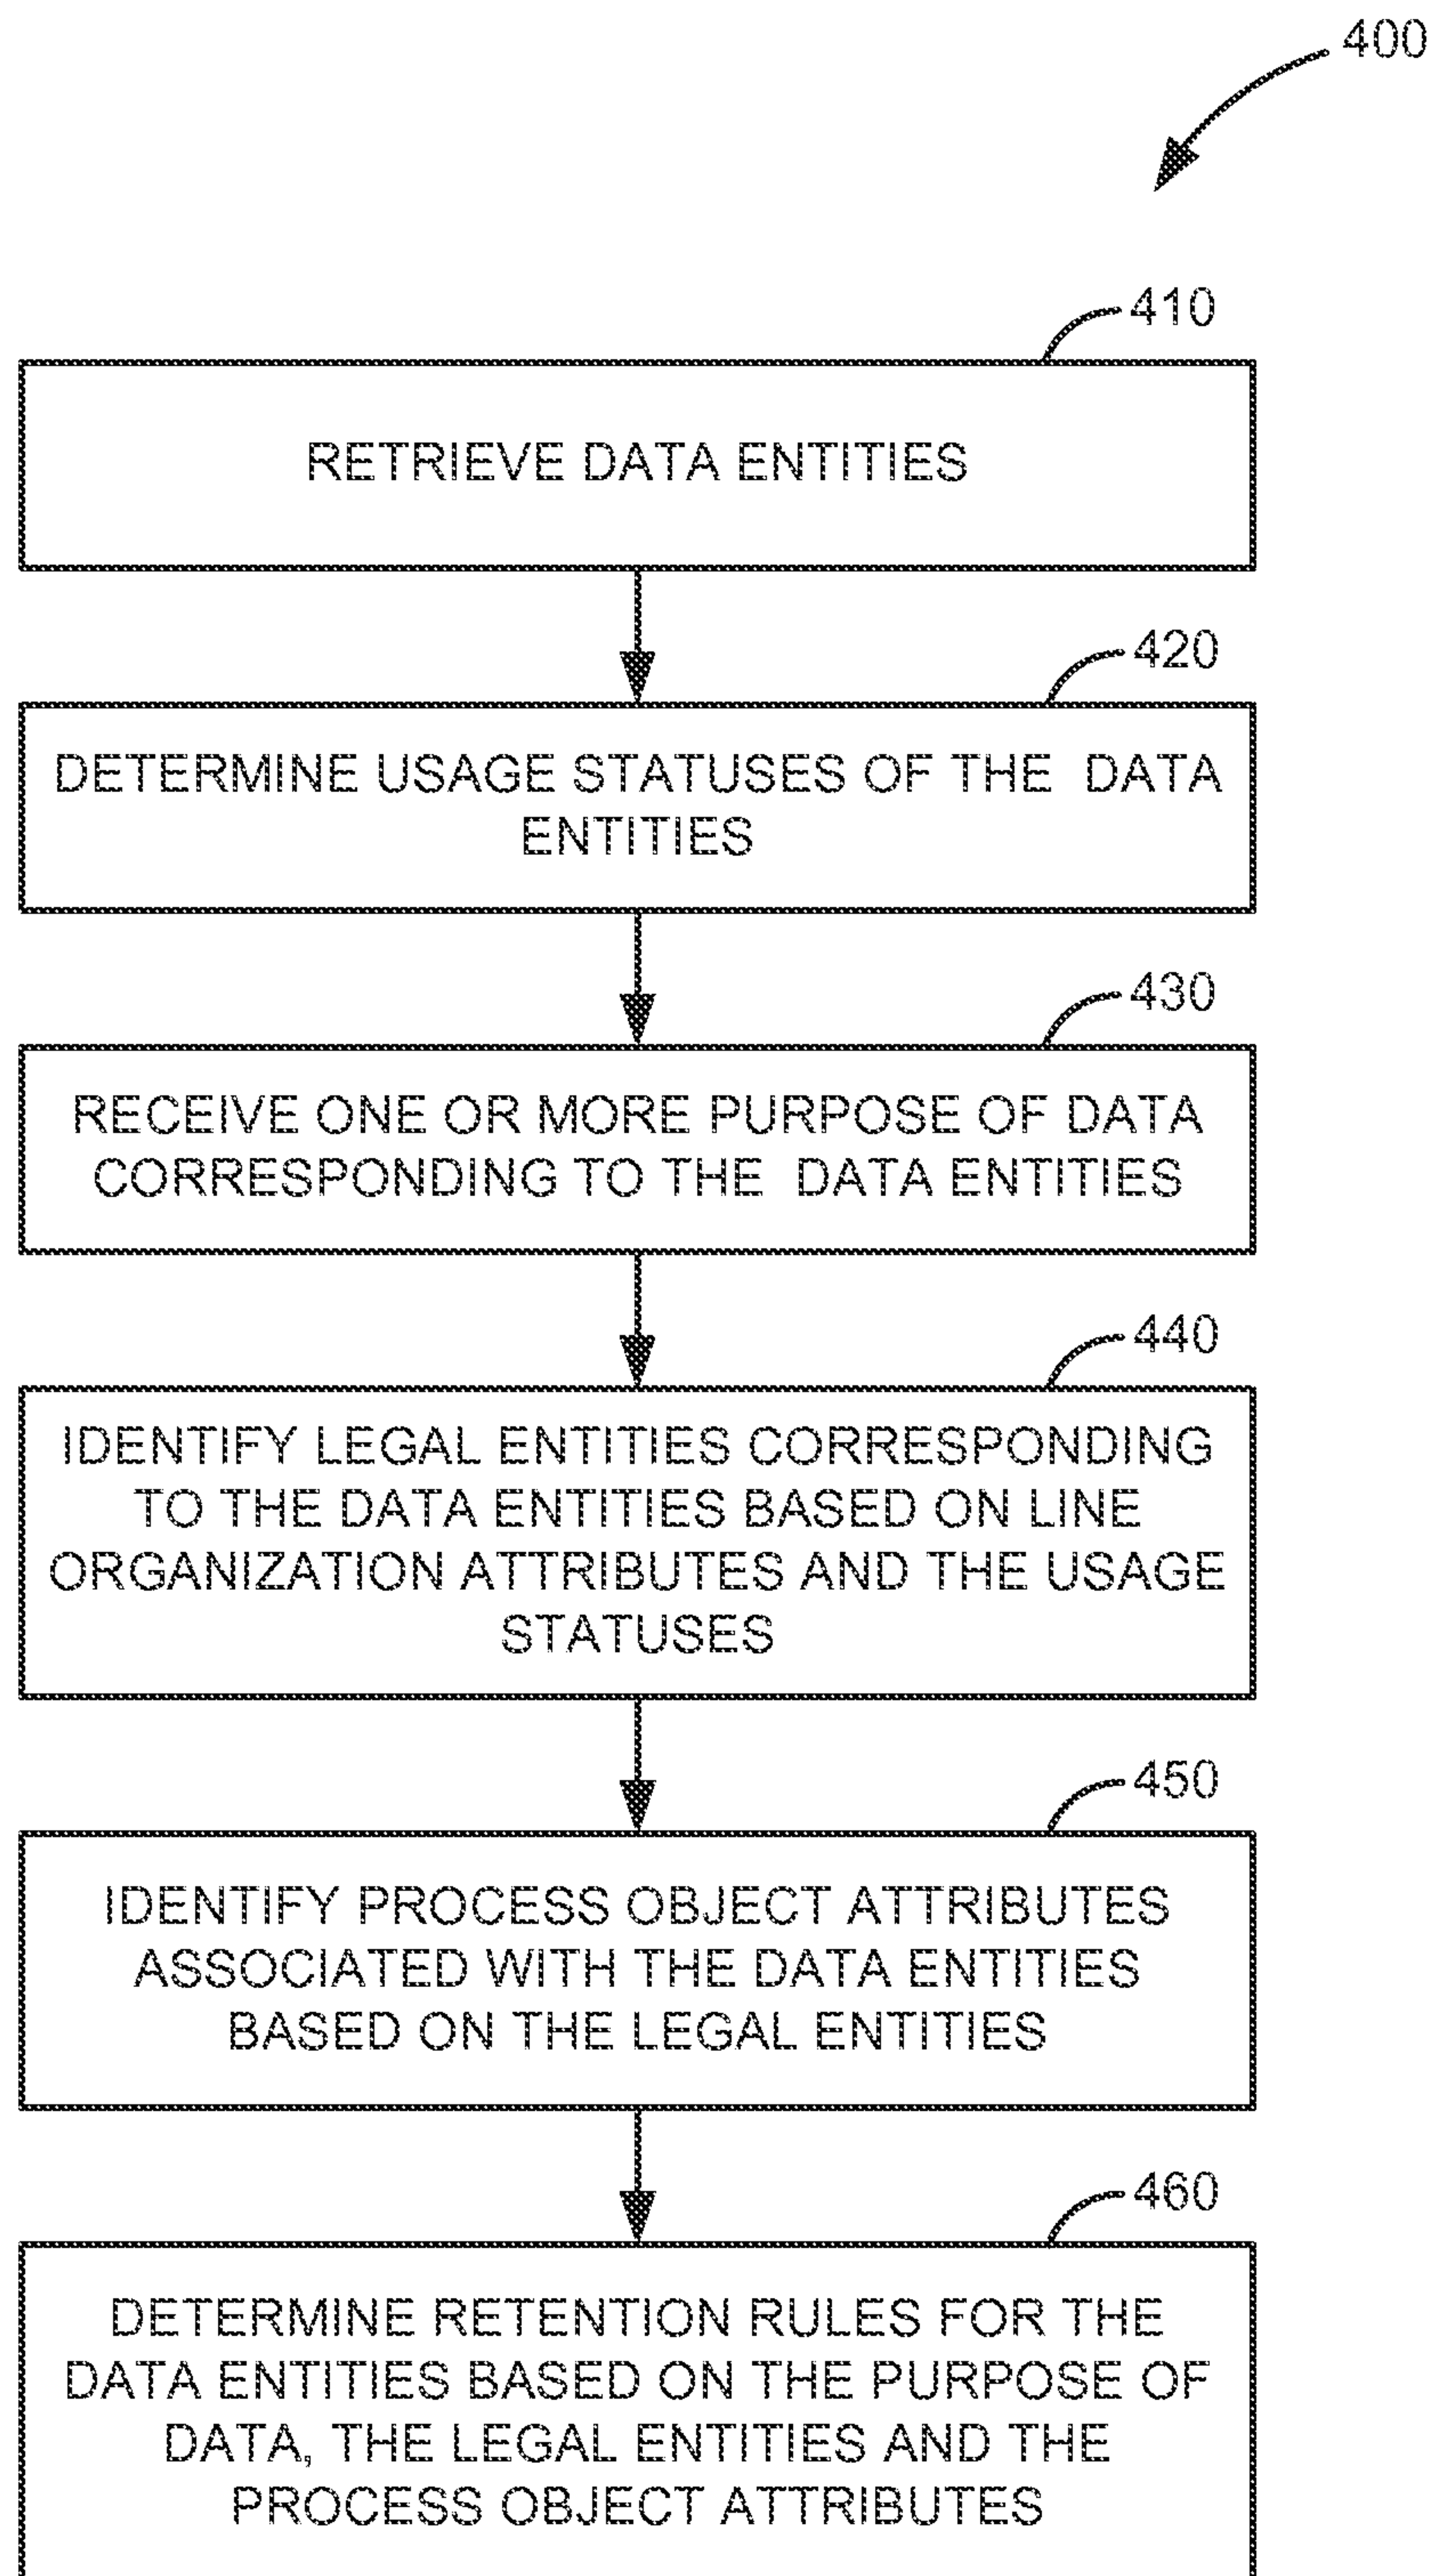 400
410
RETRIEVE DATA ENTITIES
420
DETERMINE USAGE STATUSES OF THE DATA
ENTITIES
430
RECEIVE ONE OR MORE PURPOSE OF DATA
CORRESPONDING TO THE DATA ENTITIES
440
IDENTIFY LEGAL ENTITIES CORRESPONDING
TO THE DATA ENTITIES BASED ON LINE
ORGANIZATION ATTRIBUTES AND THE USAGE
STATUSES
450
IDENTIFY PROCESS OBJECT ATTRIBUTES
ASSOCIATED WITH THE DATA ENTITIES
BASED ON THE LEGAL ENTITIES
460
DETERMINE RETENTION RULES FOR THE
DATA ENTITIES BASED ON THE PURPOSE OF
DATA, THE LEGAL ENTITIES AND THE
PROCESS OBJECT ATTRIBUTES